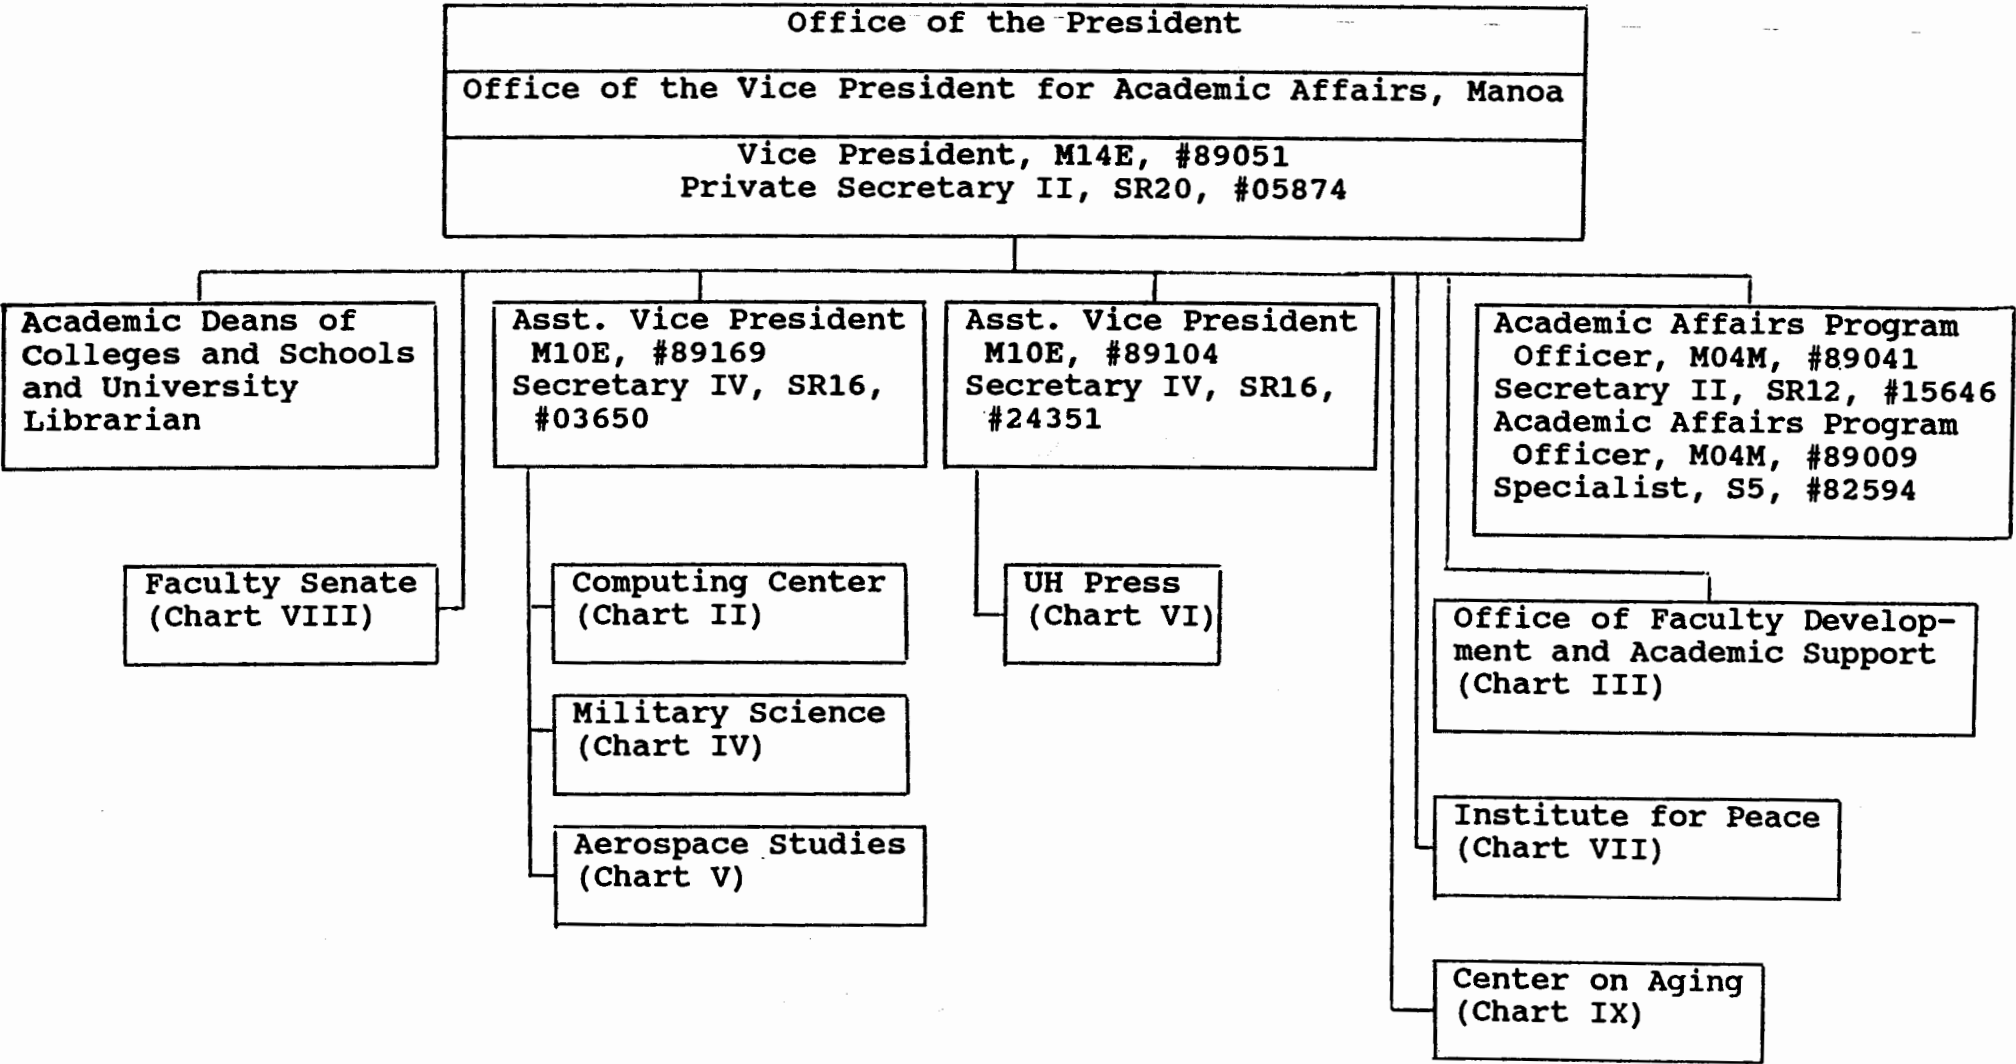 Office of the President
Office of the Vice President for Academic Affairs, Manoa
Vice President, M14E, #89051
Private Secretary II, SR20, #05874
Academic Deans of
Colleges and Schools
and University
Librarian
Asst. Vice President
M10E, #89169
Secretary IV, SR16,
#03650
Asst. Vice President
M10E, #89104
Secretary IV, SR16,
#24351
Academic Affairs Program
Officer, M04M, #89041
Secretary II, SR12, #15646
Academic Affairs Program
Officer, M04M, #89009
Specialist, S5, #82594
Faculty Senate
(Chart VIII)
Computing Center
(Chart II)
UH Press
(Chart VI)
Office of Faculty Develop-
ment and Academic Support
(Chart III)
Military Science
(Chart IV)
Institute for Peace
(Chart VII)
Aerospace Studies
(Chart V)
Center on Aging
(Chart IX)